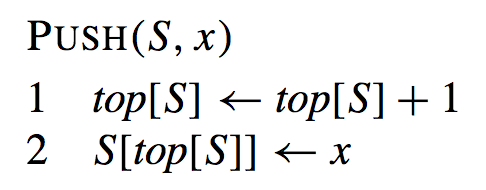 PUSH(S, x)
1 top[S] ← top[S] + 1
2 S[top[S]] ← x